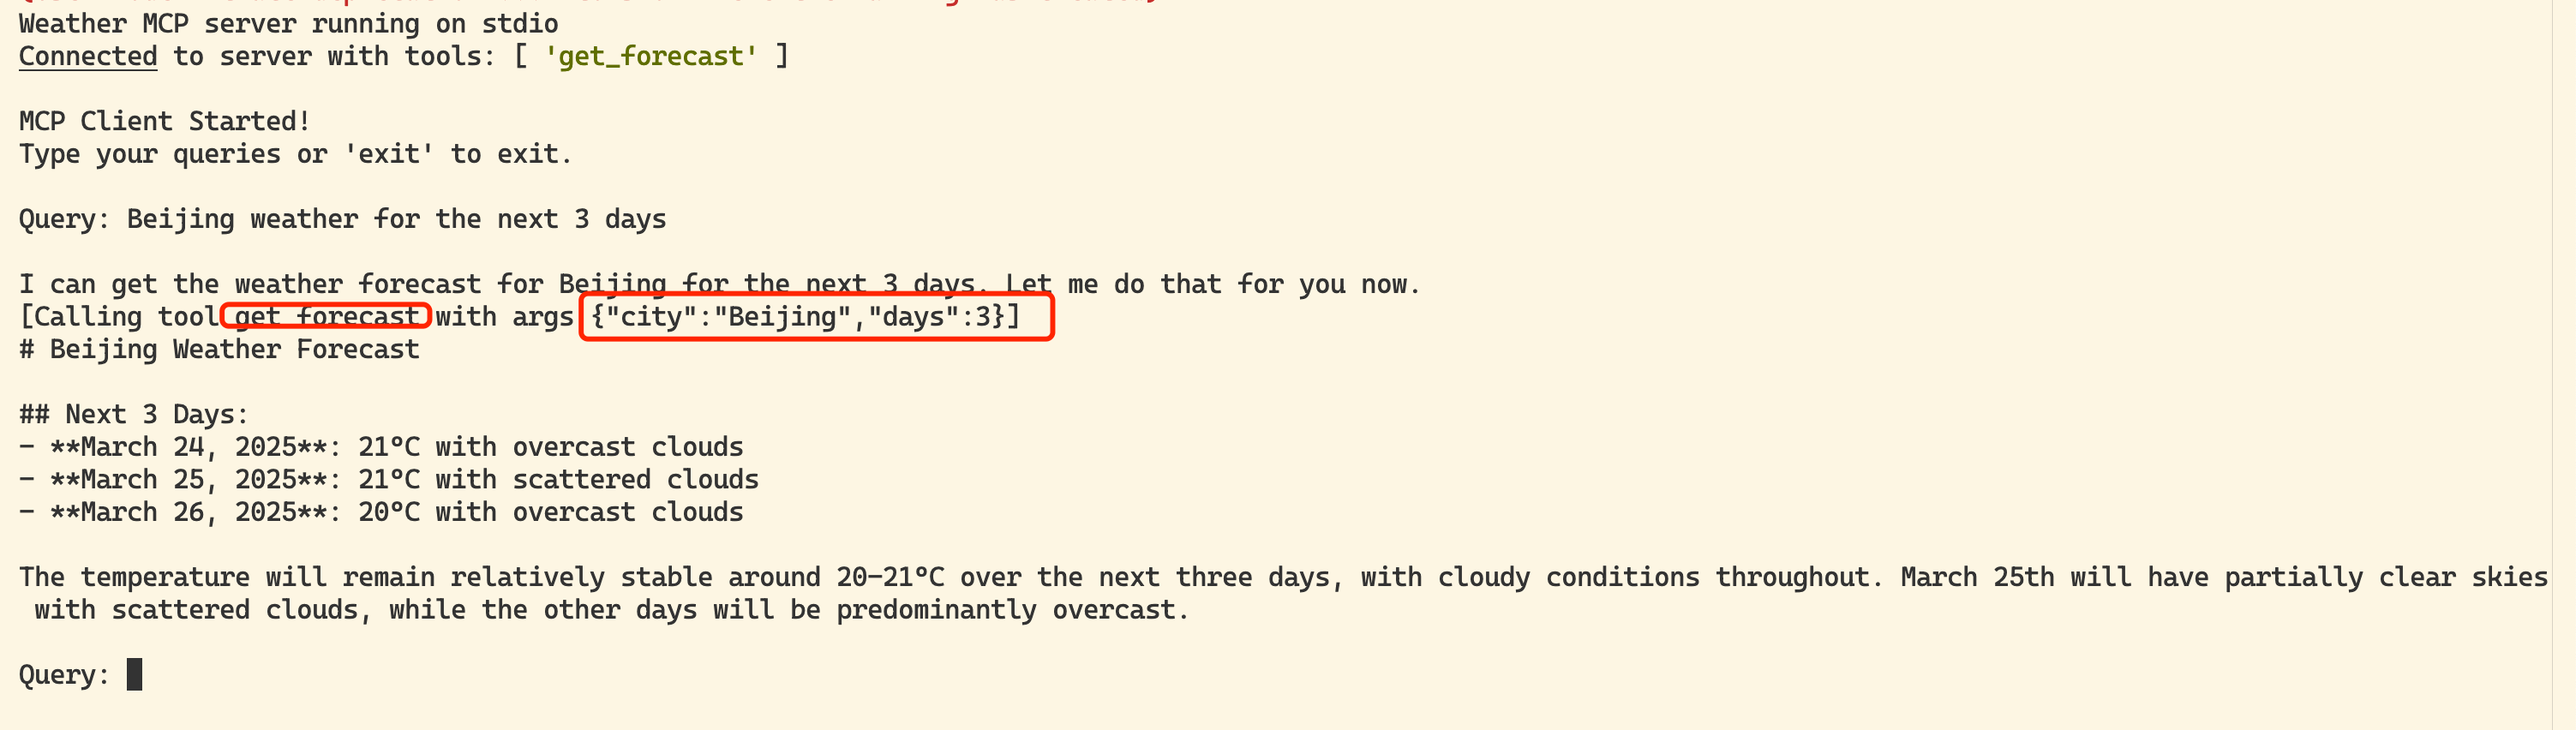 Weather MCP server running on stdio
Connected to server with tools: [ 'get_forecast' ]
MCP Client Started!
Type your queries or 'exit' to exit.
Query: Beijing weather for the next 3 days
I can get the weather forecast for Beijing for the next 3 days. Let me do that for you now.
[Calling tool get_forecast with args {"city":"Beijing","days":3}]
# Beijing Weather Forecast
## Next 3 Days:
- **March 24, 2025**: 21°C with overcast clouds
- **March 25, 2025**: 21°C with scattered clouds
- **March 26, 2025**: 20°C with overcast clouds
The temperature will remain relatively stable around 20-21°C over the next three days, with cloudy conditions throughout. March 25th will have partially clear skies
with scattered clouds, while the other days will be predominantly overcast.
Query: